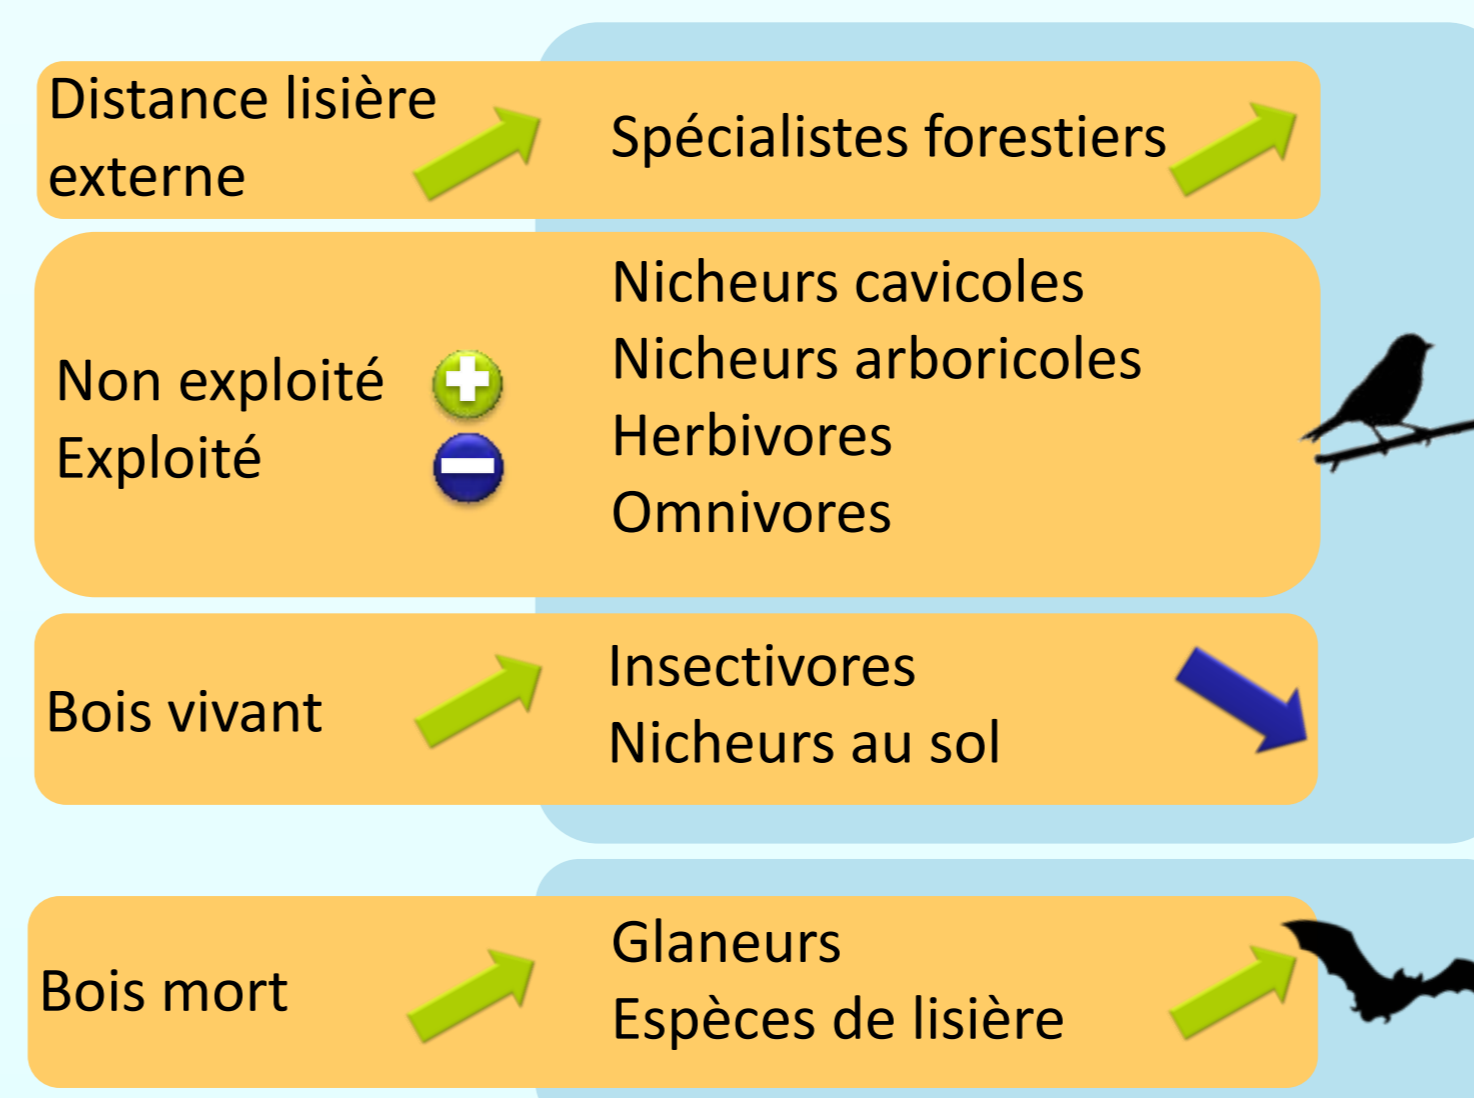 Distance lisière
externe
Spécialistes forestiers
Non exploité
Exploité
Nicheurs cavicoles
Nicheurs arboricoles
Herbivores
Omnivores
Bois vivant
Insectivores
Nicheurs au sol
Bois mort
Glaneurs
Espèces de lisière